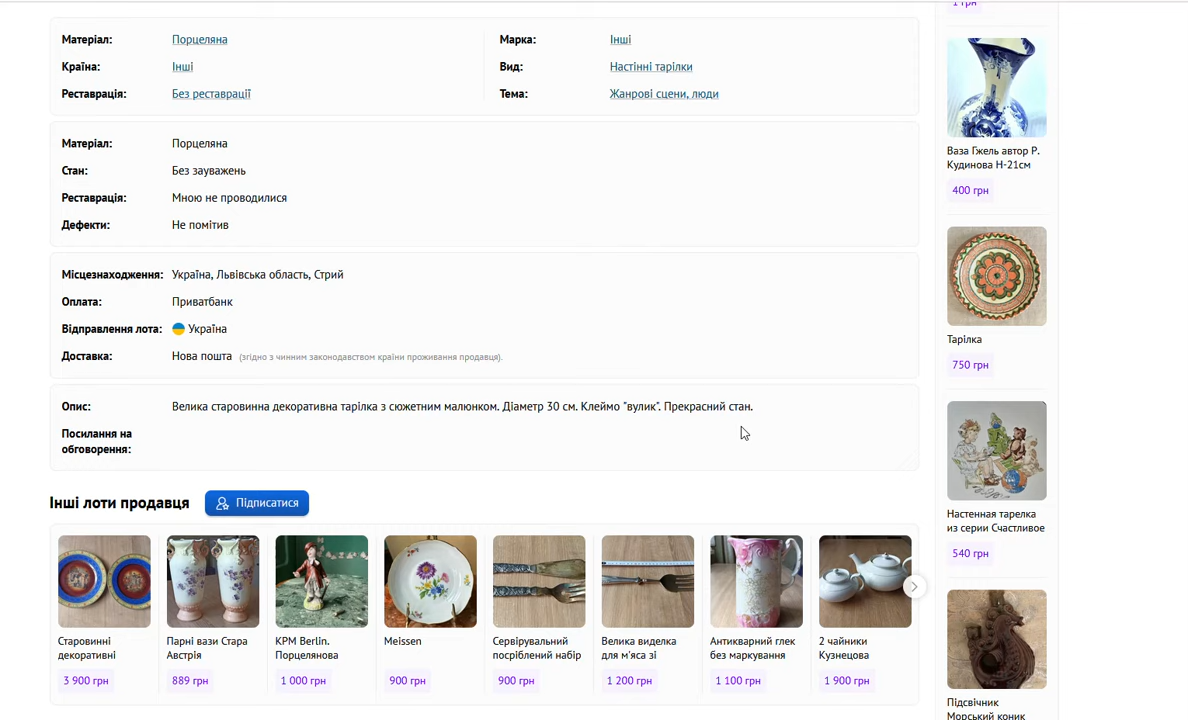 1 грн
Матеріал: Порцеляна
Марка: Інші
Країна: Інші
Вид: Настінні тарілки
Реставрація: Без реставрації
Тема: Жанрові сцени, люди
Матеріал: Порцеляна
Стан: Без зауважень
Реставрація: Мною не проводилися
Дефекти: Не помітив
Місцезнаходження: Україна, Львівська область, Стрий
Оплата: Приватбанк
Відправлення лота: Україна
Доставка: Нова пошта (згідно з чинним законодавством країни проживання продавця).
Опис: Велика старовинна декоративна тарілка з сюжетним малюнком. Діаметр 30 см. Клеймо "вулик". Прекрасний стан.
Посилання на
обговорення:
Інші лоти продавця
Підписатися
Старовинні
декоративні
3 900 грн
Парні вази Стара
Австрія
889 грн
KPM Berlin.
Порцелянова
1 000 грн
Meissen
900 грн
Сервірувальний
посріблений набір
900 грн
Велика виделка
для м'яса зі
1 200 грн
Антикварний глек
без маркування
1 100 грн
2 чайники
Кузнецова
1 900 грн
Ваза Гжель автор Р.
Кудинова Н-21см
400 грн
Тарілка
750 грн
Настенная тарелка
из серии Счастливое
540 грн
Підсвічник
Морський коник